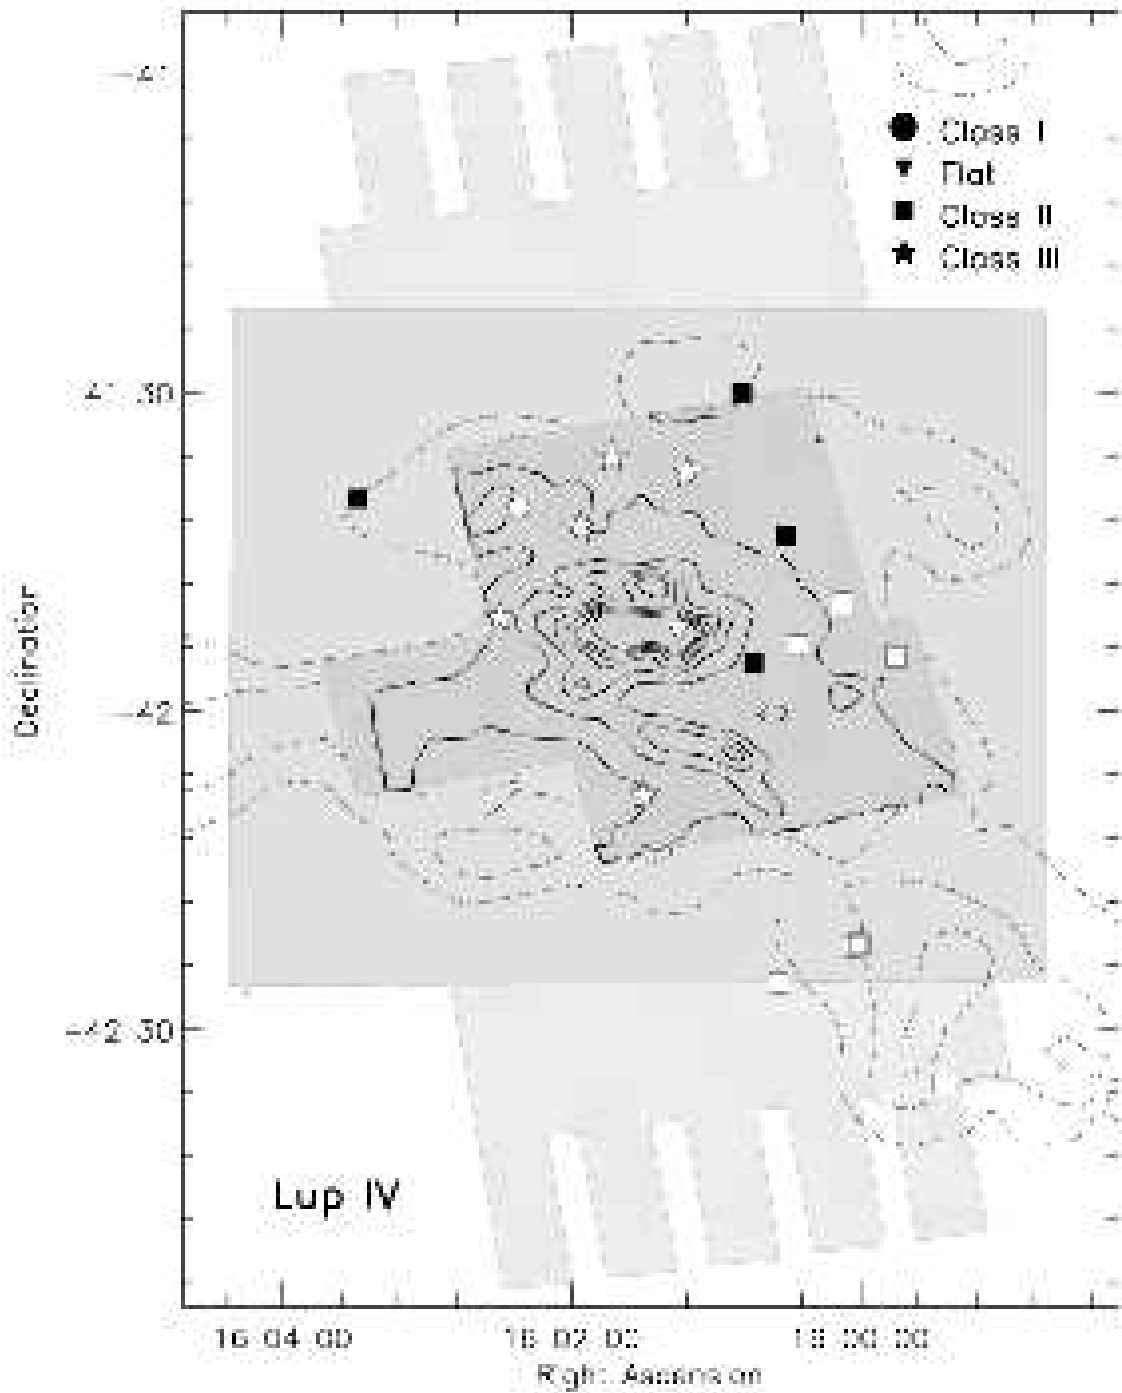 -41
Class I
Flat
Class II
Class III
-41 30
Declination
-42
-42 30
Lup IV
16 04 00
16 02 00
16 00 00
Right Ascension